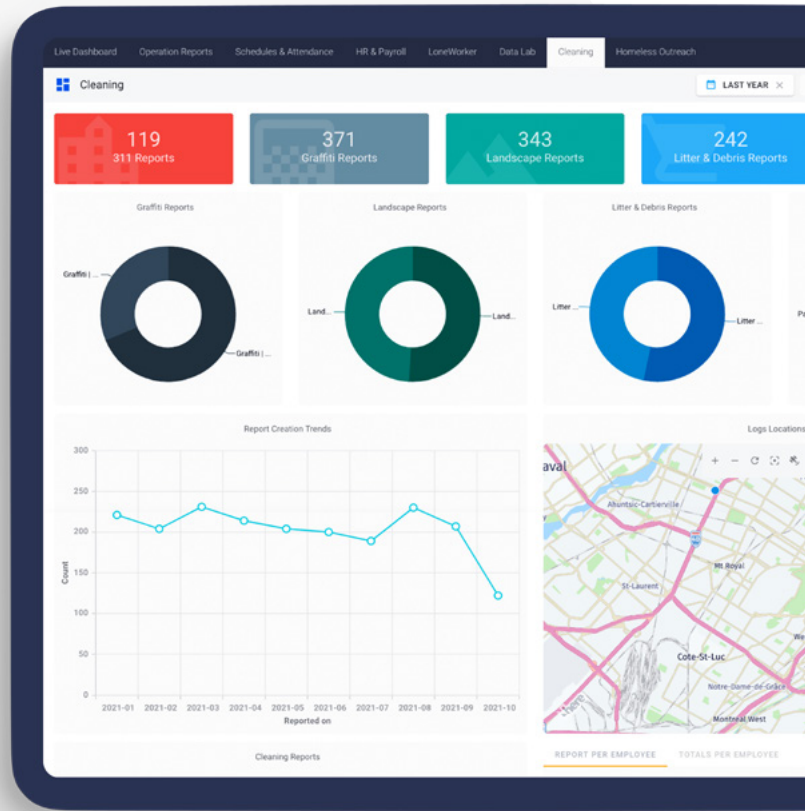 Live Dashboard Operation Reports Schedules & Attendance HR & Payroll LoneWorker Data Lab Cleaning Homeless Outreach
Cleaning
LAST YEAR
119
311 Reports
371
Graffiti Reports
343
Landscape Reports
242
Litter & Debris Reports
Graffiti Reports
Graffiti | ...
Graffiti | ...
Landscape Reports
Land...
Land...
Litter & Debris Reports
Litter ...
Litter ...
Report Creation Trends
300
250
200
150
100
50
0
Count
2021-01 2021-02 2021-03 2021-04 2021-05 2021-06 2021-07 2021-08 2021-09 2021-10
Reported on
Logs Locations
aval
Ahuntsic-Cartierville
Mt Royal
St-Laurent
Cote-St-Luc
Notre-Dame-de-Grâce
Montréal West
Cleaning Reports
REPORT PER EMPLOYEE TOTALS PER EMPLOYEE